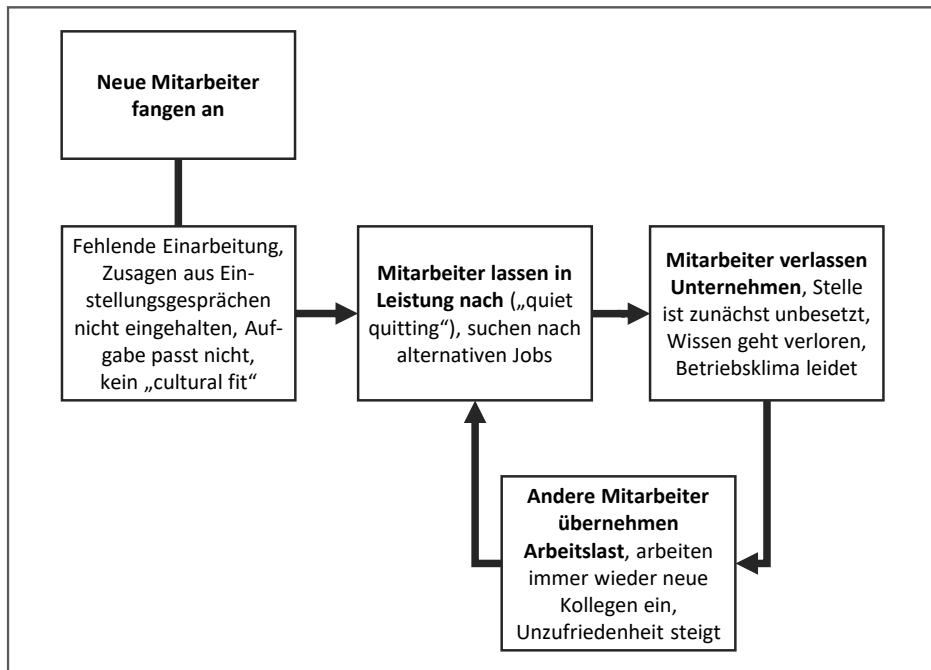 Neue Mitarbeiter
fangen an
Fehlende Einarbeitung,
Zusagen aus Ein-
stellungsgesprächen
nicht eingehalten, Auf-
gabe passt nicht,
kein „cultural fit“
Mitarbeiter lassen in
Leistung nach („quiet
quitting“), suchen nach
alternativen Jobs
Mitarbeiter verlassen
Unternehmen, Stelle
ist zunächst unbesetzt,
Wissen geht verloren,
Betriebsklima leidet
Andere Mitarbeiter
übernehmen
Arbeitslast, arbeiten
immer wieder neue
Kollegen ein,
Unzufriedenheit steigt